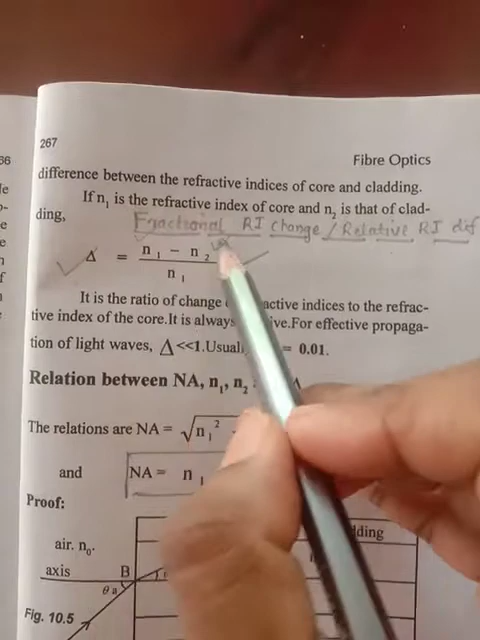 267
Fibre Optics
difference between the refractive indices of core and cladding.
If n₁ is the refractive index of core and n₂ is that of clad-
ding,
Fractional RI change / Relative RI dif
Δ = n₁ - n₂ / n₁
It is the ratio of change active indices to the refrac-
tive index of the core.It is always ive.For effective propaga-
tion of light waves, Δ<<1.Usual = 0.01.
Relation between NA, n₁, n₂
The relations are NA = √n₁²
and NA = n₁
Proof:
air. n₀.
axis B
θa
Fig. 10.5